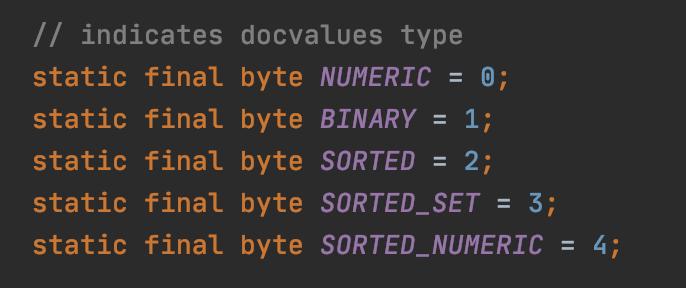 // indicates docvalues type
static final byte NUMERIC = 0;
static final byte BINARY = 1;
static final byte SORTED = 2;
static final byte SORTED_SET = 3;
static final byte SORTED_NUMERIC = 4;